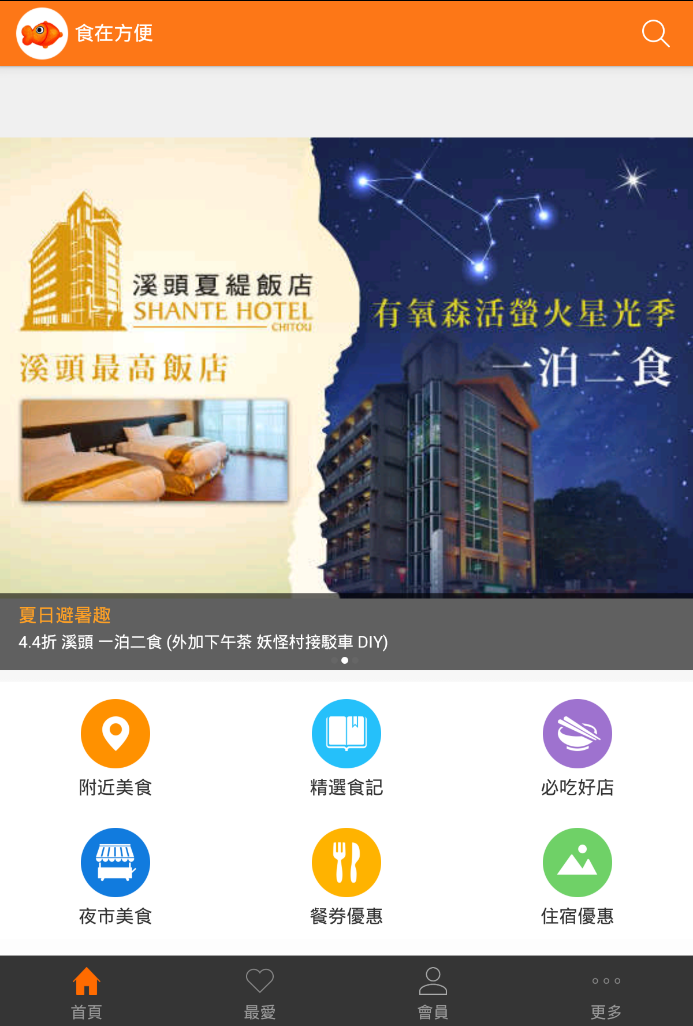 食在方便
溪頭夏緹飯店
SHANTE HOTEL
CHITOU
溪頭最高飯店
有氧森活螢火星光季
一泊二食
夏日避暑趣
4.4折 溪頭 一泊二食 (外加下午茶 妖怪村接駁車 DIY)
附近美食
精選食記
必吃好店
夜市美食
餐券優惠
住宿優惠
首頁
最愛
會員
更多